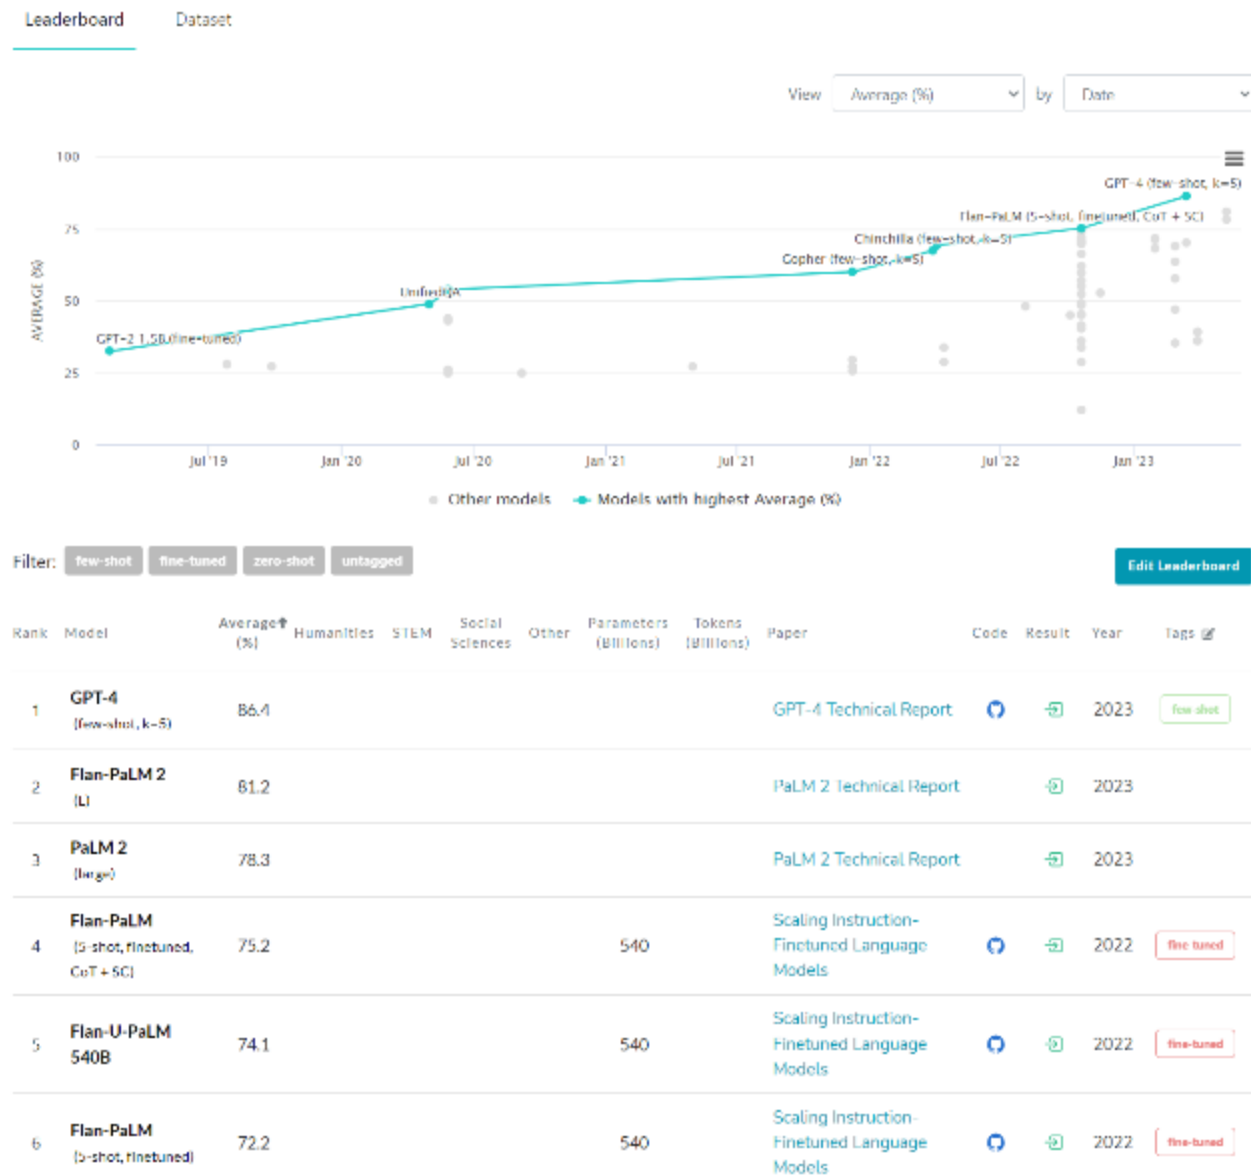 Leaderboard Dataset
View Average (%) by Date
100
GPT-4 (few-shot, k=5)
Flan-PaLM (5-shot, finetuned, CoT + SC)
75
Chinchilla (few-shot, k=5)
Gopher (few-shot, k=5)
AVERAGE (%)
50
UnifiedQA
GPT-2 1.5B (fine-tuned)
25
0
Jul '19 Jan '20 Jul '20 Jan '21 Jul '21 Jan '22 Jul '22 Jan '23
Other models Models with highest Average (%)
Filter: few-shot fine-tuned zero-shot untagged
Edit Leaderboard
Rank Model Average (%) Humanities STEM Social Sciences Other Parameters (Billions) Tokens (Billions) Paper Code Result Year Tags
1 GPT-4 (few-shot, k=5) 86.4 GPT-4 Technical Report 2023 few-shot
2 Flan-PaLM 2 (L) 81.2 PaLM 2 Technical Report 2023
3 PaLM 2 (large) 78.3 PaLM 2 Technical Report 2023
4 Flan-PaLM (5-shot, finetuned, CoT + SC) 75.2 540 Scaling Instruction-Finetuned Language Models 2022 fine-tuned
5 Flan-U-PaLM 540B 74.1 540 Scaling Instruction-Finetuned Language Models 2022 fine-tuned
6 Flan-PaLM (5-shot, finetuned) 72.2 540 Scaling Instruction-Finetuned Language Models 2022 fine-tuned